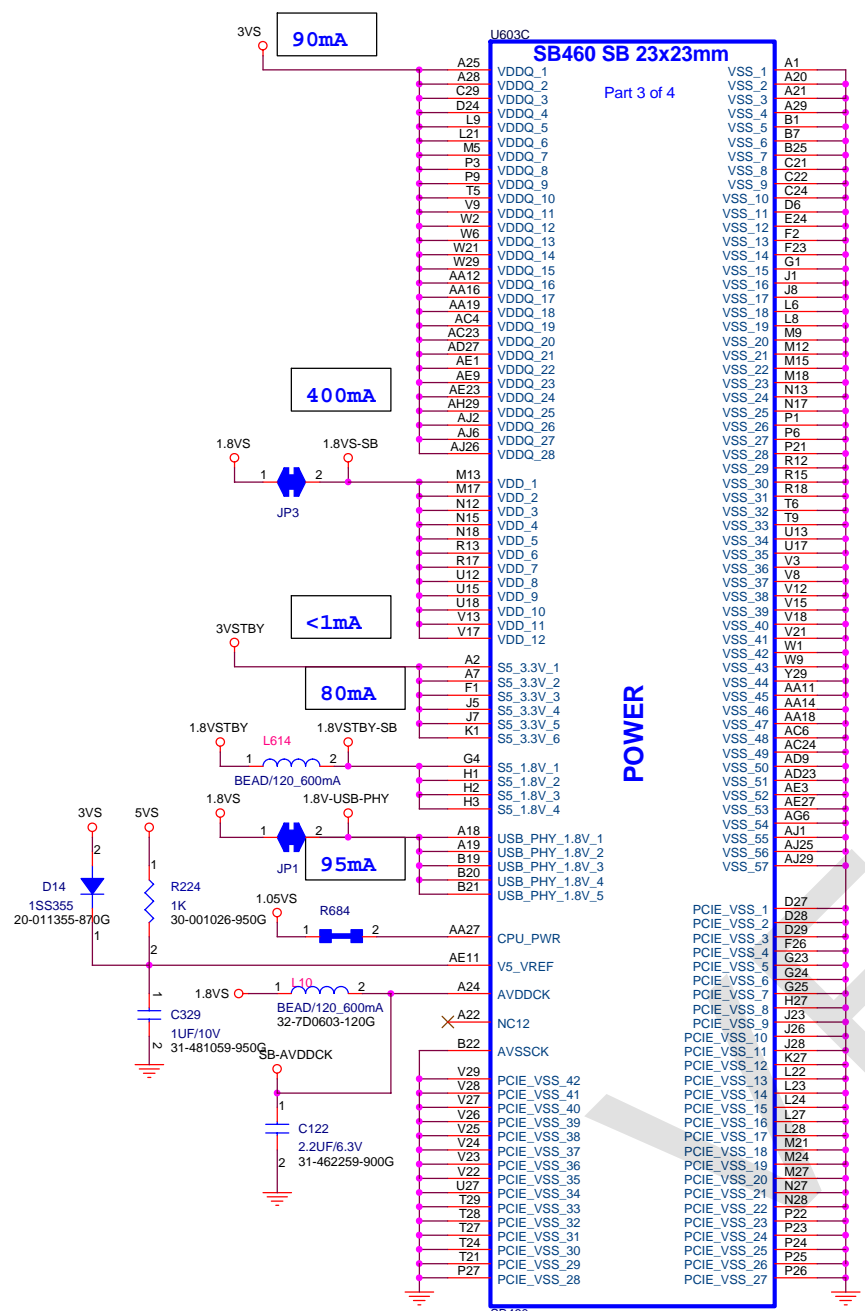 U603C
SB460 SB 23x23mm
Part 3 of 4
POWER
3VS
90mA
A25 VDDQ_1
A28 VDDQ_2
C29 VDDQ_3
D24 VDDQ_4
L9 VDDQ_5
L21 VDDQ_6
M5 VDDQ_7
P3 VDDQ_8
P9 VDDQ_9
T5 VDDQ_10
V9 VDDQ_11
W2 VDDQ_12
W6 VDDQ_13
W21 VDDQ_14
W29 VDDQ_15
AA12 VDDQ_16
AA16 VDDQ_17
AA19 VDDQ_18
AC4 VDDQ_19
AC23 VDDQ_20
AD27 VDDQ_21
AE1 VDDQ_22
AE9 VDDQ_23
AE23 VDDQ_24
AH29 VDDQ_25
AJ2 VDDQ_26
AJ6 VDDQ_27
AJ26 VDDQ_28
400mA
1.8VS 1.8VS-SB
1 2
JP3
M13 VDD_1
M17 VDD_2
N12 VDD_3
N15 VDD_4
N18 VDD_5
R13 VDD_6
R17 VDD_7
U12 VDD_8
U15 VDD_9
U18 VDD_10
V13 VDD_11
V17 VDD_12
<1mA
3VSTBY
A2 S5_3.3V_1
A7 S5_3.3V_2
F1 S5_3.3V_3
J5 S5_3.3V_4
J7 S5_3.3V_5
K1 S5_3.3V_6
80mA
1.8VSTBY 1.8VSTBY-SB
L614
1 2
BEAD/120_600mA
G4 S5_1.8V_1
H1 S5_1.8V_2
H2 S5_1.8V_3
H3 S5_1.8V_4
1.8VS 1.8V-USB-PHY
1 2
JP1
95mA
A18 USB_PHY_1.8V_1
A19 USB_PHY_1.8V_2
B19 USB_PHY_1.8V_3
B20 USB_PHY_1.8V_4
B21 USB_PHY_1.8V_5
3VS 5VS
2
D14
1SS355
20-011355-870G
1
1
R224
1K
30-001026-950G
2
1.05VS
R684
1 2
AA27 CPU_PWR
AE11 V5_VREF
1
C329
1UF/10V
31-481059-950G
2
1.8VS
L10
1 2
BEAD/120_600mA
32-7D0603-120G
A24 AVDDCK
A22 NC12
B22 AVSSCK
SB-AVDDCK
1
C122
2.2UF/6.3V
31-462259-900G
2
V29 PCIE_VSS_42
V28 PCIE_VSS_41
V27 PCIE_VSS_40
V26 PCIE_VSS_39
V25 PCIE_VSS_38
V24 PCIE_VSS_37
V23 PCIE_VSS_36
V22 PCIE_VSS_35
U27 PCIE_VSS_34
T29 PCIE_VSS_33
T28 PCIE_VSS_32
T27 PCIE_VSS_31
T24 PCIE_VSS_30
T21 PCIE_VSS_29
P27 PCIE_VSS_28
VSS_1 A1
VSS_2 A20
VSS_3 A21
VSS_4 A29
VSS_5 B1
VSS_6 B7
VSS_7 B25
VSS_8 C21
VSS_9 C22
VSS_10 C24
VSS_11 D6
VSS_12 E24
VSS_13 F2
VSS_14 F23
VSS_15 G1
VSS_16 J1
VSS_17 J8
VSS_18 L6
VSS_19 L8
VSS_20 M9
VSS_21 M12
VSS_22 M15
VSS_23 M18
VSS_24 N13
VSS_25 N17
VSS_26 P1
VSS_27 P6
VSS_28 P21
VSS_29 R12
VSS_30 R15
VSS_31 R18
VSS_32 T6
VSS_33 T9
VSS_34 U13
VSS_35 U17
VSS_36 V3
VSS_37 V8
VSS_38 V12
VSS_39 V15
VSS_40 V18
VSS_41 V21
VSS_42 W1
VSS_43 W9
VSS_44 Y29
VSS_45 AA11
VSS_46 AA14
VSS_47 AA18
VSS_48 AC6
VSS_49 AC24
VSS_50 AD9
VSS_51 AD23
VSS_52 AE3
VSS_53 AE27
VSS_54 AG6
VSS_55 AJ1
VSS_56 AJ25
VSS_57 AJ29
PCIE_VSS_1 D27
PCIE_VSS_2 D28
PCIE_VSS_3 D29
PCIE_VSS_4 F26
PCIE_VSS_5 G23
PCIE_VSS_6 G24
PCIE_VSS_7 G25
PCIE_VSS_8 H27
PCIE_VSS_9 J23
PCIE_VSS_10 J26
PCIE_VSS_11 J28
PCIE_VSS_12 K27
PCIE_VSS_13 L22
PCIE_VSS_14 L23
PCIE_VSS_15 L24
PCIE_VSS_16 L27
PCIE_VSS_17 L28
PCIE_VSS_18 M21
PCIE_VSS_19 M24
PCIE_VSS_20 M27
PCIE_VSS_21 N27
PCIE_VSS_22 N28
PCIE_VSS_23 P22
PCIE_VSS_24 P23
PCIE_VSS_25 P24
PCIE_VSS_26 P25
PCIE_VSS_27 P26